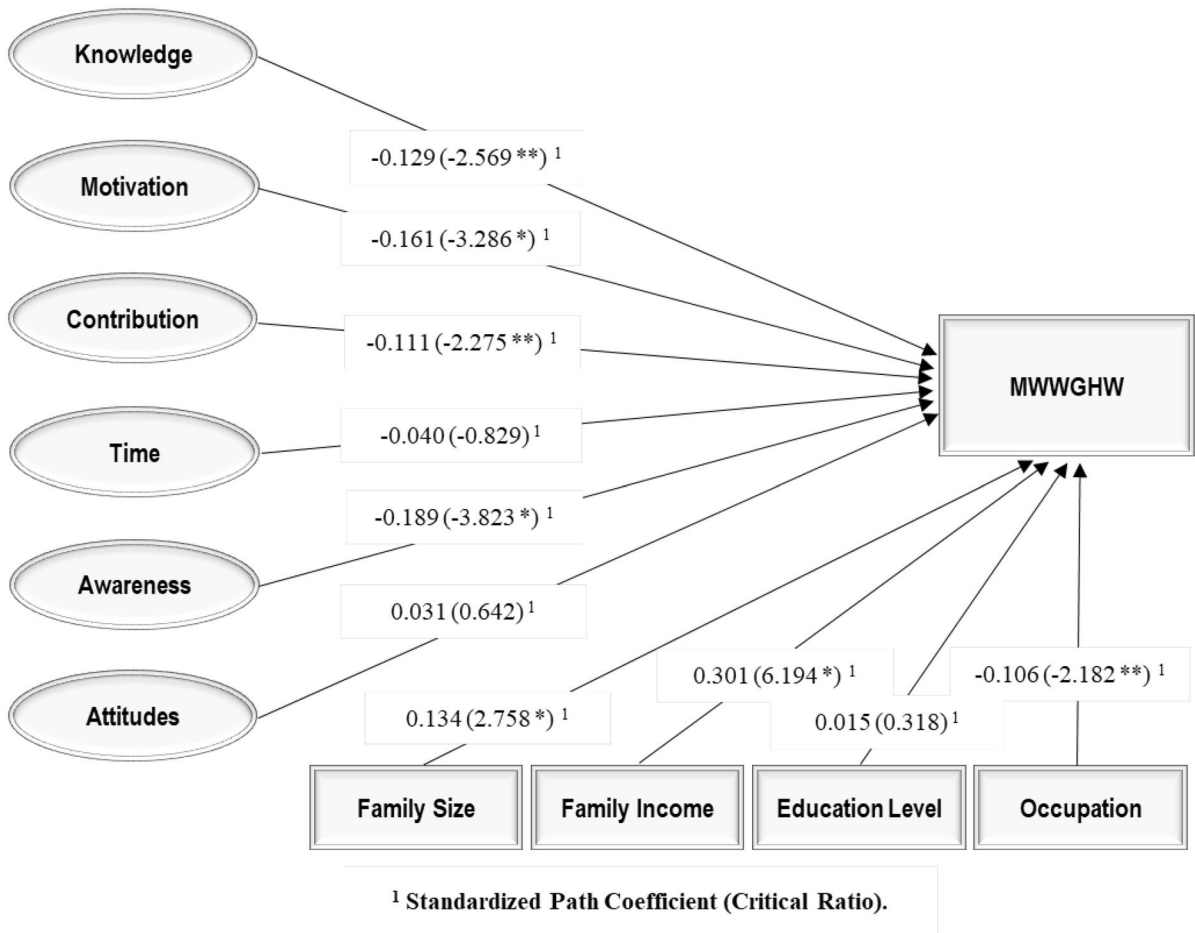 Knowledge
-0.129 (-2.569 **) 1
Motivation
-0.161 (-3.286 *) 1
Contribution
-0.111 (-2.275 **) 1
MWWGHW
Time
-0.040 (-0.829) 1
-0.189 (-3.823 *) 1
Awareness
0.031 (0.642) 1
Attitudes
0.301 (6.194 *) 1
-0.106 (-2.182 **) 1
0.134 (2.758 *) 1
0.015 (0.318) 1
Family Size
Family Income
Education Level
Occupation
1 Standardized Path Coefficient (Critical Ratio).